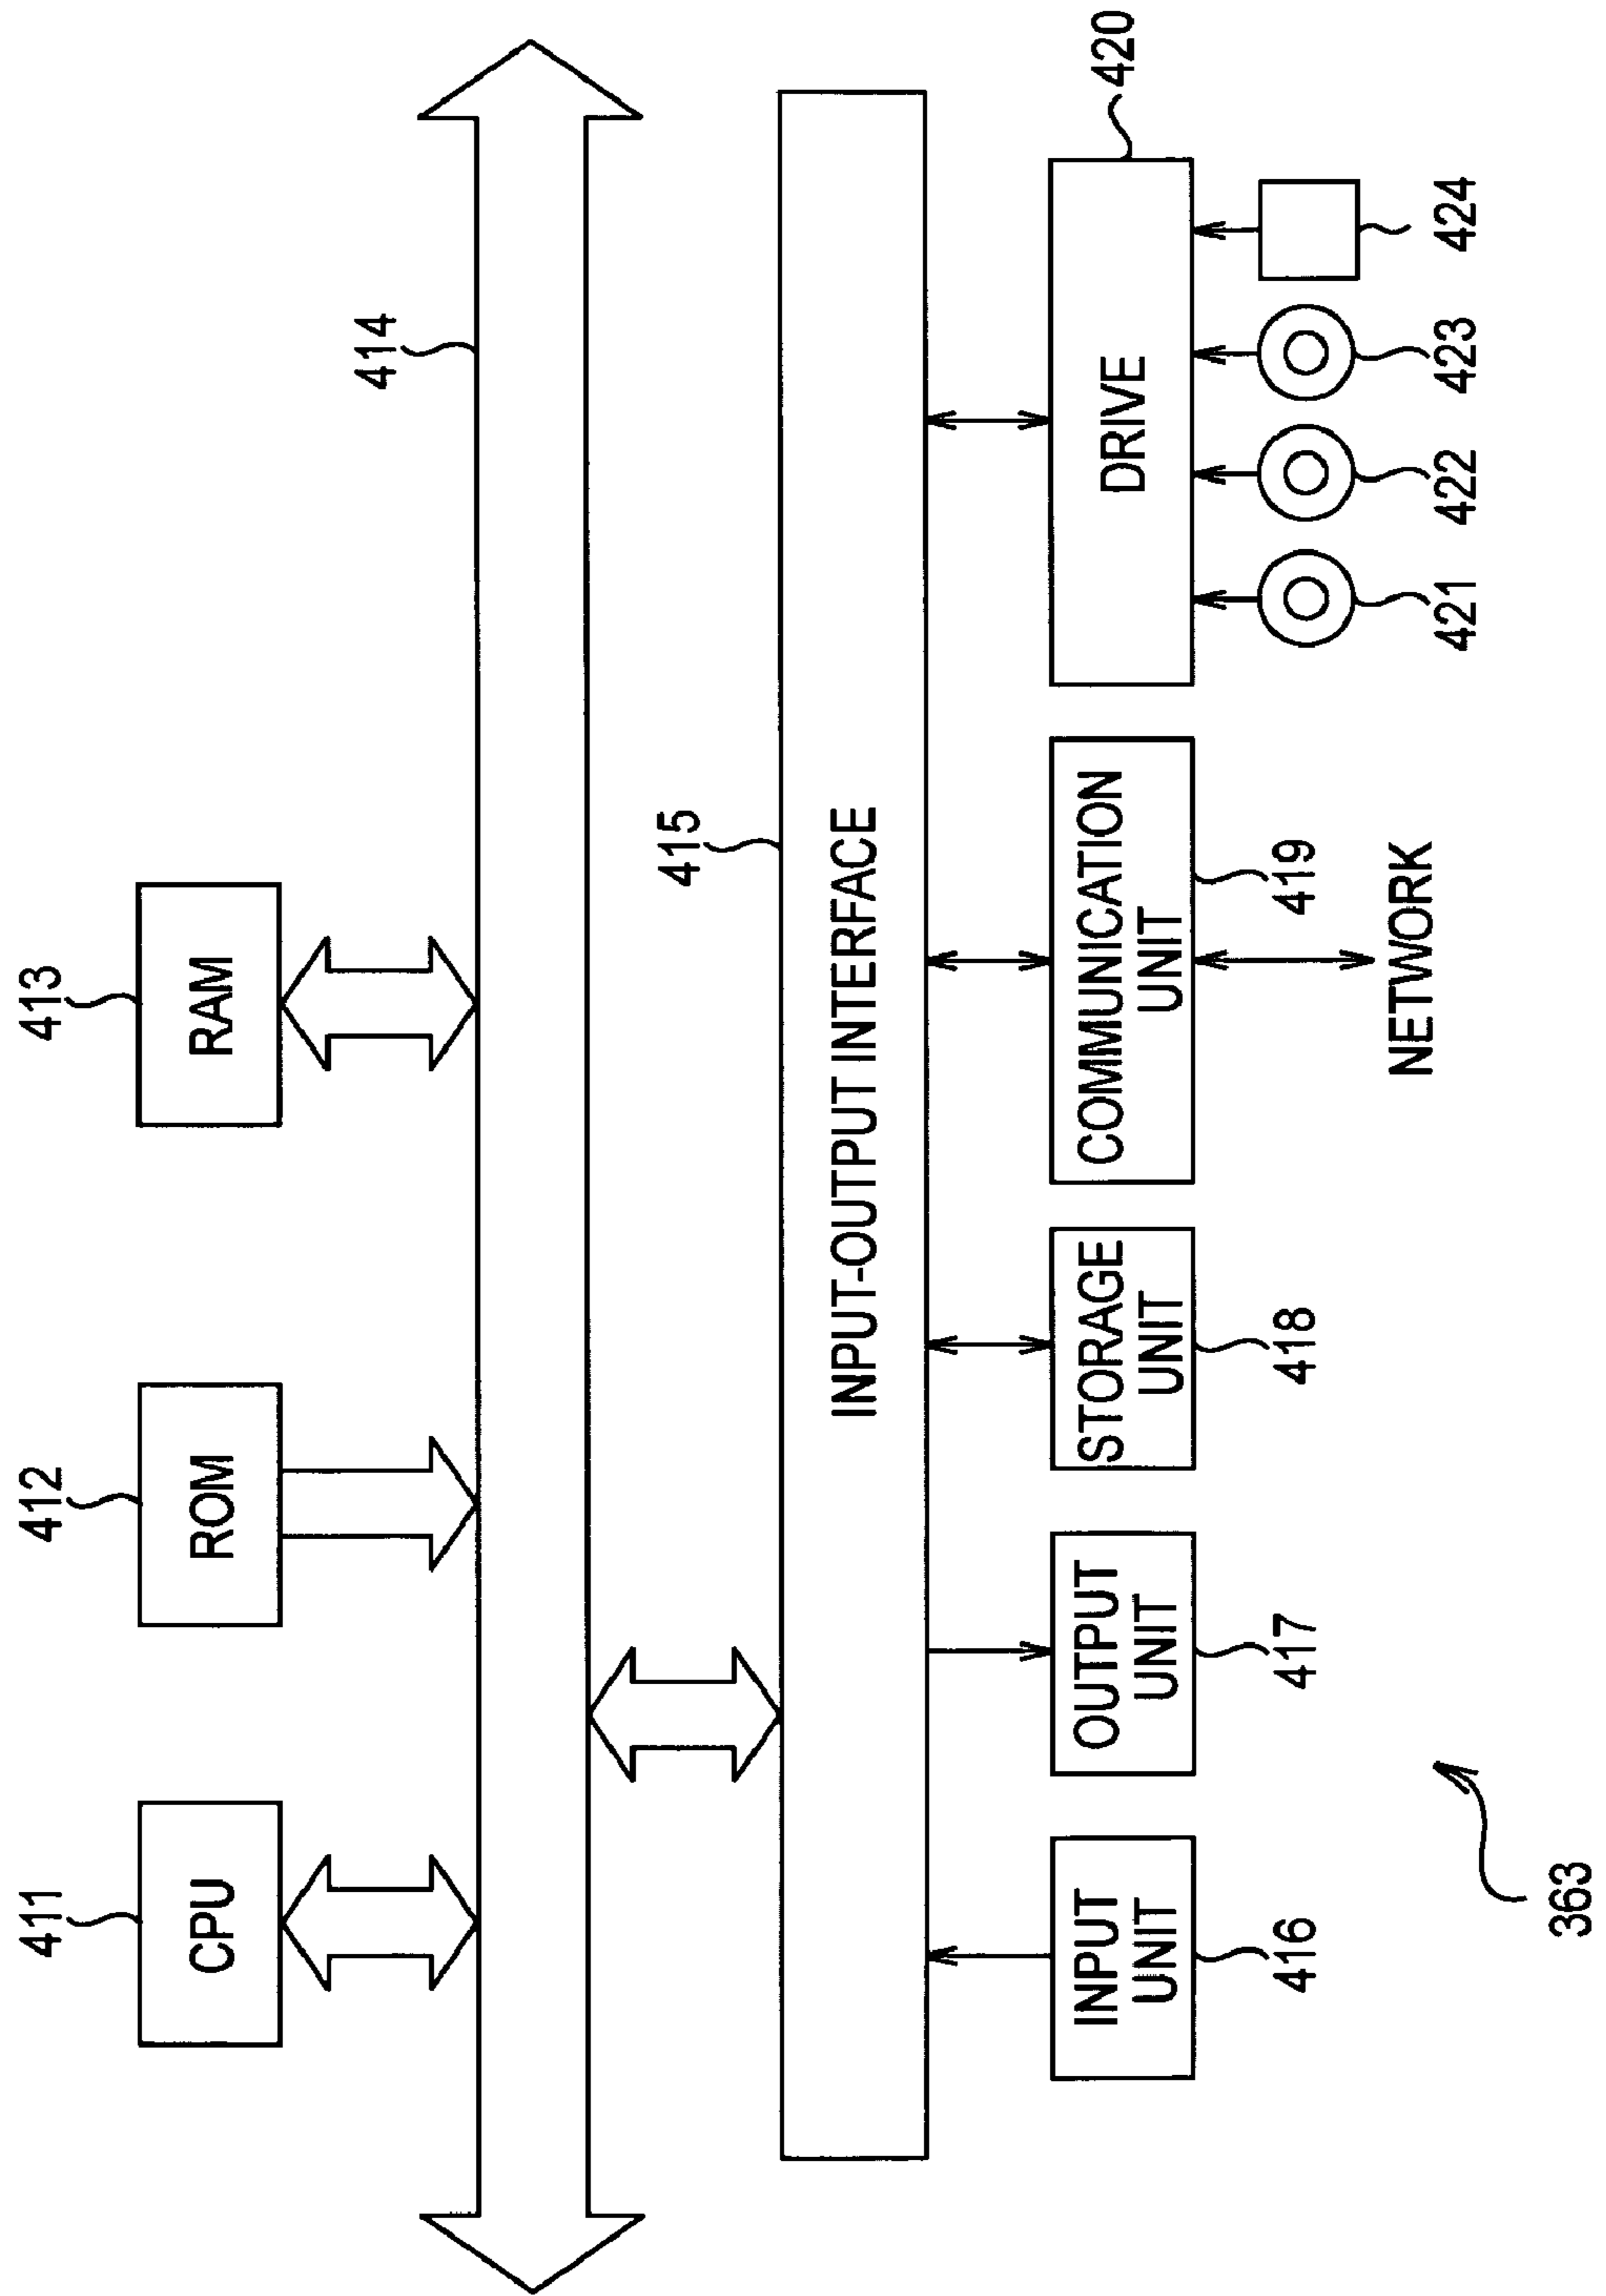 411
412
413
CPU
ROM
RAM
414
415
INPUT-OUTPUT INTERFACE
420
INPUT
UNIT
OUTPUT
UNIT
STORAGE
UNIT
COMMUNICATION
UNIT
DRIVE
416
417
418
419
NETWORK
421
422
423
424
363